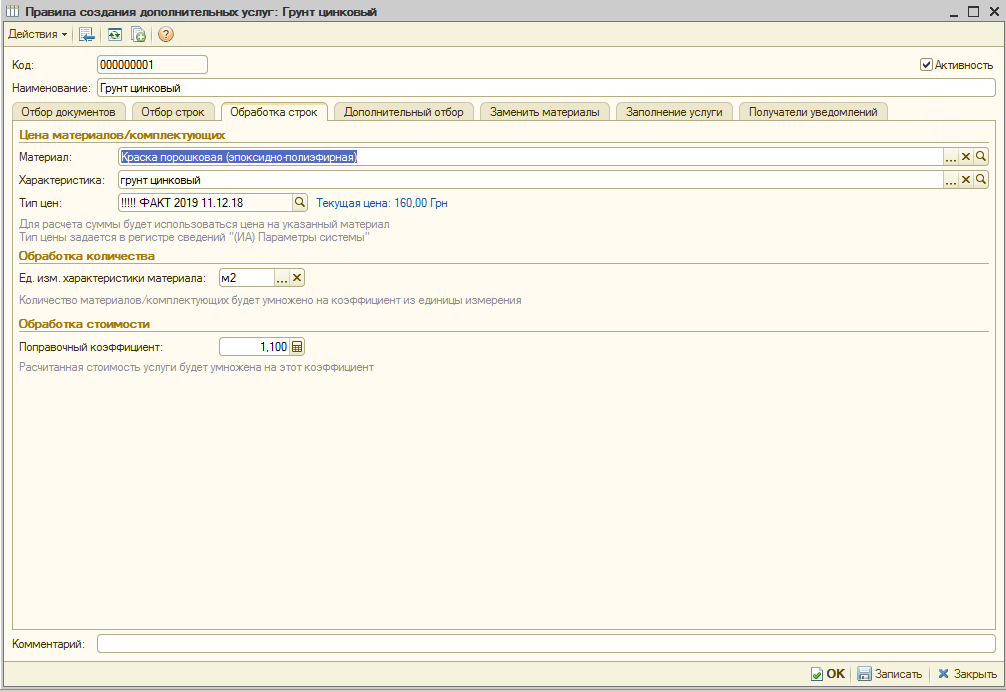 Правила создания дополнительных услуг: Грунт цинковый
Действия
Код: 000000001 Активность
Наименование: Грунт цинковый
Отбор документов Отбор строк Обработка строк Дополнительный отбор Заменить материалы Заполнение услуги Получатели уведомлений
Цена материалов/комплектующих
Материал: Краска порошковая (эпоксидно-полиэфирная)
Характеристика: грунт цинковый
Тип цен: !!!!! ФАКТ 2019 11.12.18 Текущая цена: 160,00 Грн
Для расчета суммы будет использоваться цена на указанный материал
Тип цены задается в регистре сведений "(ИА) Параметры системы"
Обработка количества
Ед. изм. характеристики материала: м2
Количество материалов/комплектующих будет умножено на коэффициент из единицы измерения
Обработка стоимости
Поправочный коэффициент: 1,100
Расчитанная стоимость услуги будет умножена на этот коэффициент
Комментарий:
OK Записать Закрыть